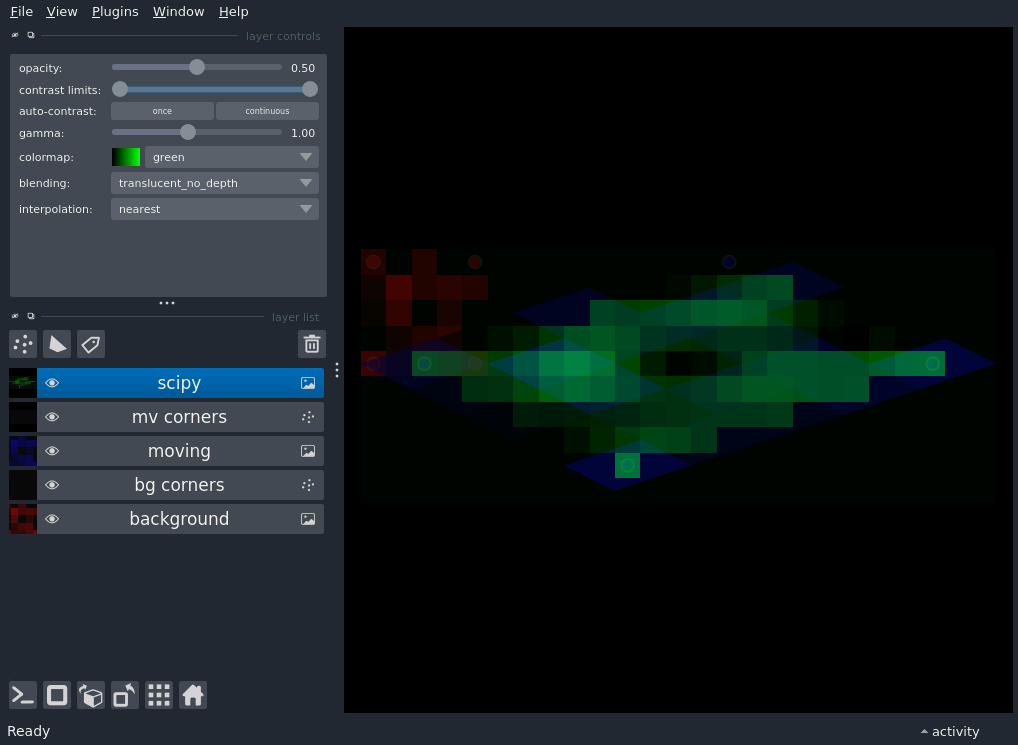 File View Plugins Window Help
layer controls
opacity: 0.50
contrast limits:
auto-contrast: once continuous
gamma: 1.00
colormap: green
blending: translucent_no_depth
interpolation: nearest
layer list
scipy
mv corners
moving
bg corners
background
Ready activity